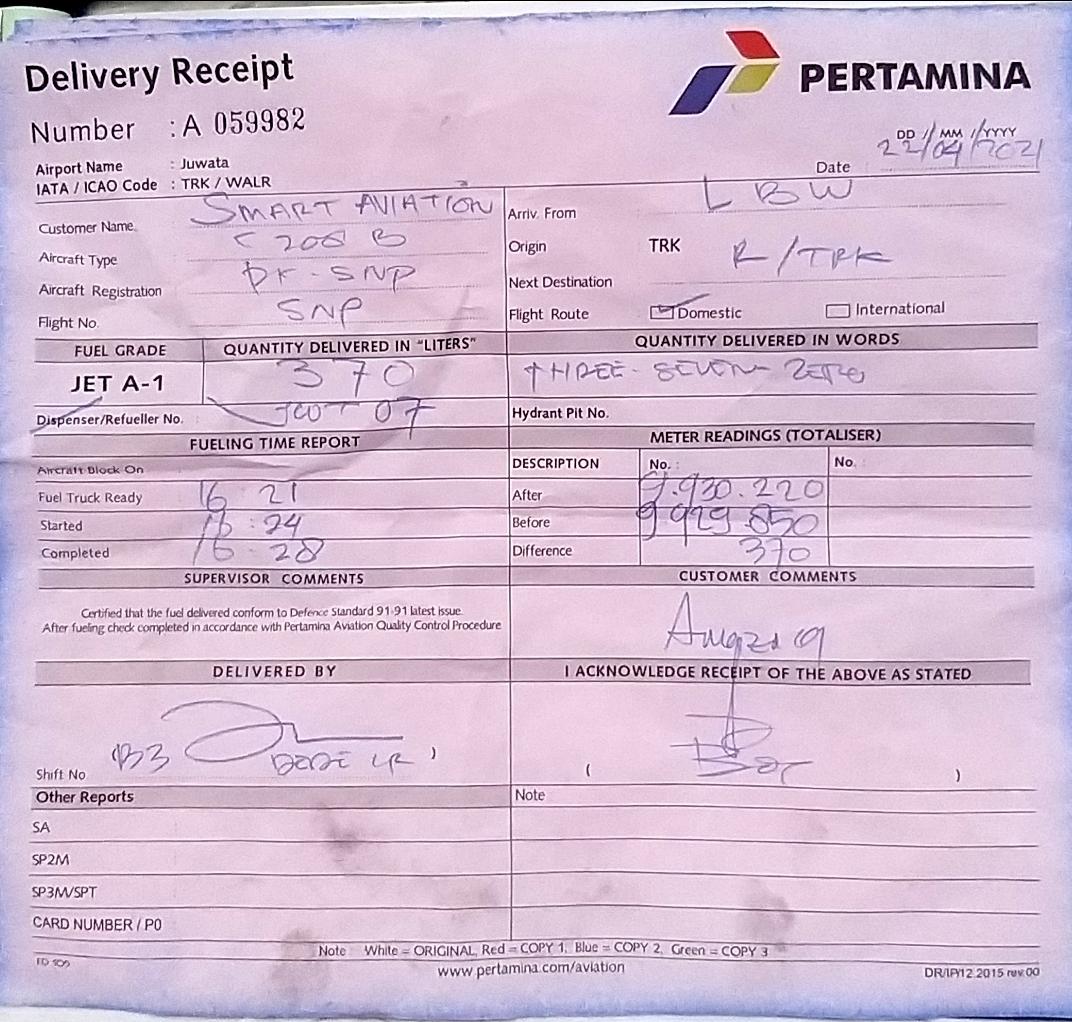 Delivery Receipt
PERTAMINA
Number : A 059982
DD / MM / YYYY
Date 22/04/2021
Airport Name : Juwata
IATA / ICAO Code : TRK / WALR
Customer Name SMART AVIATION
Arriv. From LBW
Aircraft Type C 208 B
Origin TRK R/TRK
Aircraft Registration PK-SNP
Next Destination
Flight No. SNP
Flight Route Domestic International
FUEL GRADE QUANTITY DELIVERED IN "LITERS" QUANTITY DELIVERED IN WORDS
JET A-1 370 THREE-SEVEN ZERO
Dispenser/Refueller No. 07 Hydrant Pit No.
FUELING TIME REPORT METER READINGS (TOTALISER)
Aircraft Block On DESCRIPTION No. : No. :
Fuel Truck Ready 16:21 After 9.930.220
Started 16:24 Before 9.929.850
Completed 16:28 Difference 370
SUPERVISOR COMMENTS CUSTOMER COMMENTS
Certified that the fuel delivered conform to Defence Standard 91-91 latest issue.
After fueling check completed in accordance with Pertamina Aviation Quality Control Procedure
DELIVERED BY I ACKNOWLEDGE RECEIPT OF THE ABOVE AS STATED
Shift No ( )
Other Reports Note
SA
SP2M
SP3M/SPT
CARD NUMBER / PO
Note White = ORIGINAL, Red = COPY 1, Blue = COPY 2, Green = COPY 3
www.pertamina.com/aviation
DR/IP/12.2015 rev.00